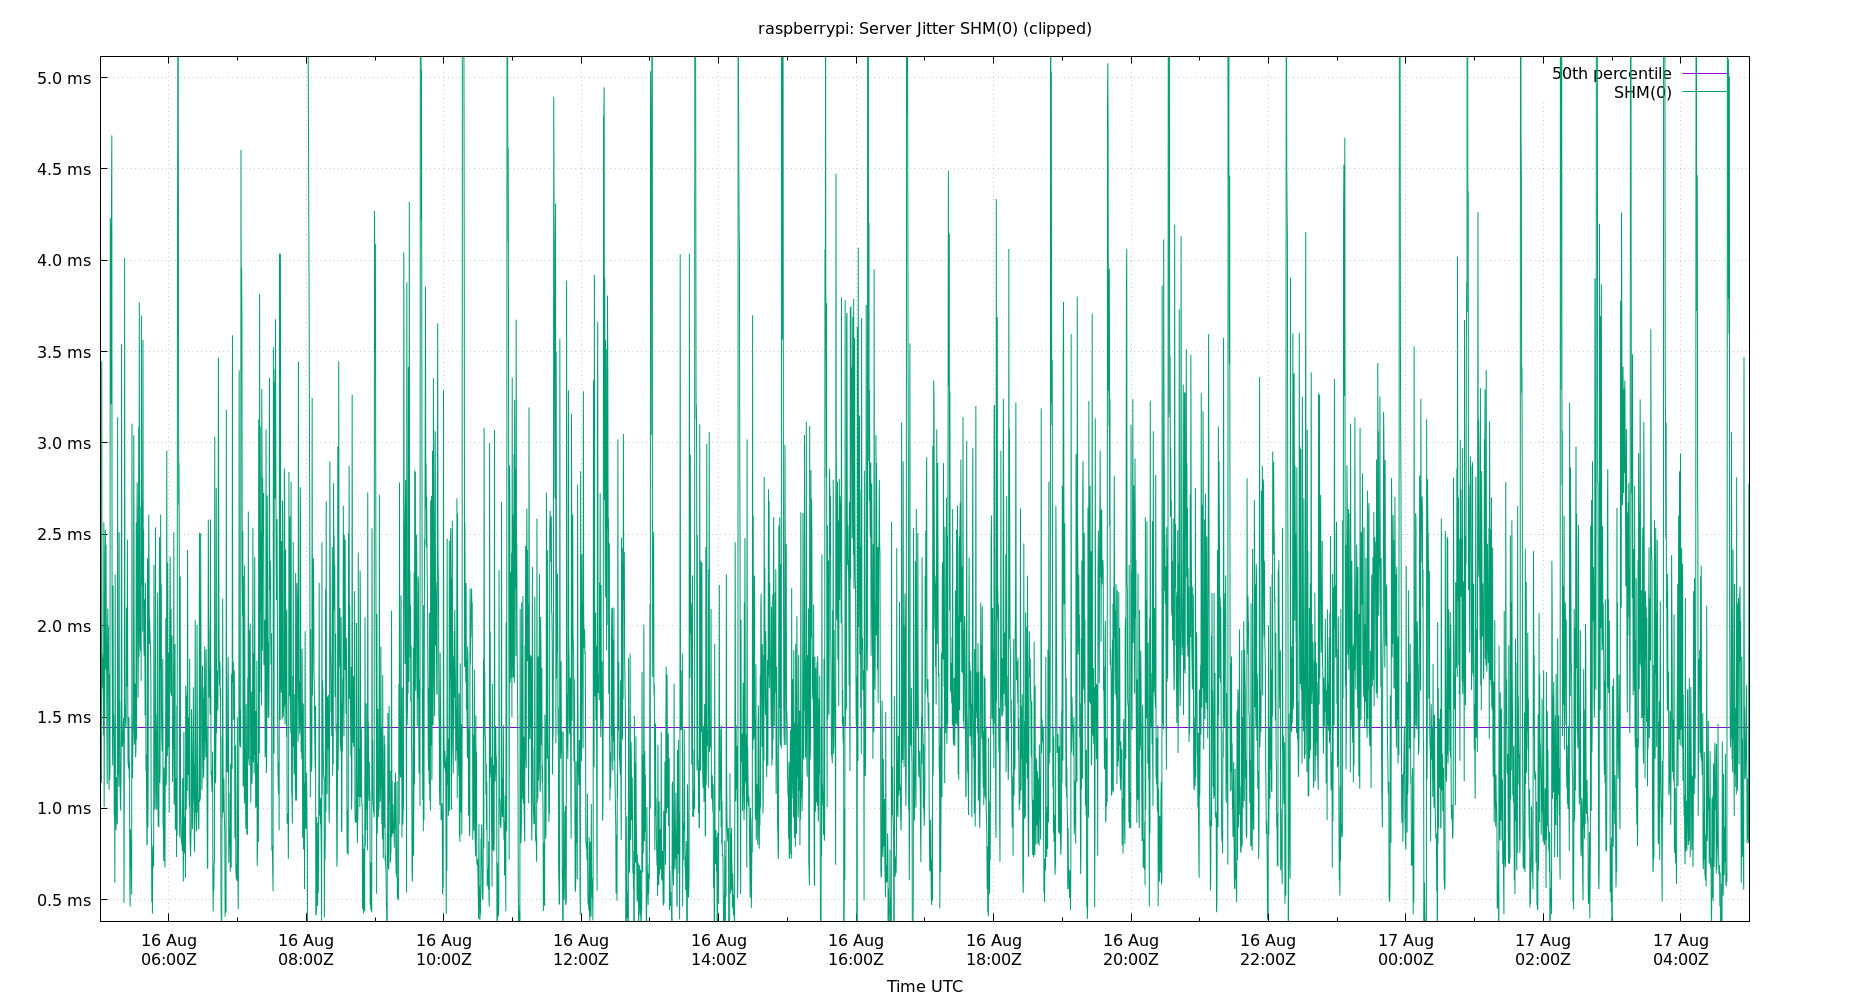 raspberrypi: Server Jitter SHM(0) (clipped)
50th percentile
SHM(0)
5.0 ms
4.5 ms
4.0 ms
3.5 ms
3.0 ms
2.5 ms
2.0 ms
1.5 ms
1.0 ms
0.5 ms
16 Aug 16 Aug 16 Aug 16 Aug 16 Aug 16 Aug 16 Aug 16 Aug 16 Aug 17 Aug 17 Aug 17 Aug
06:00Z 08:00Z 10:00Z 12:00Z 14:00Z 16:00Z 18:00Z 20:00Z 22:00Z 00:00Z 02:00Z 04:00Z
Time UTC